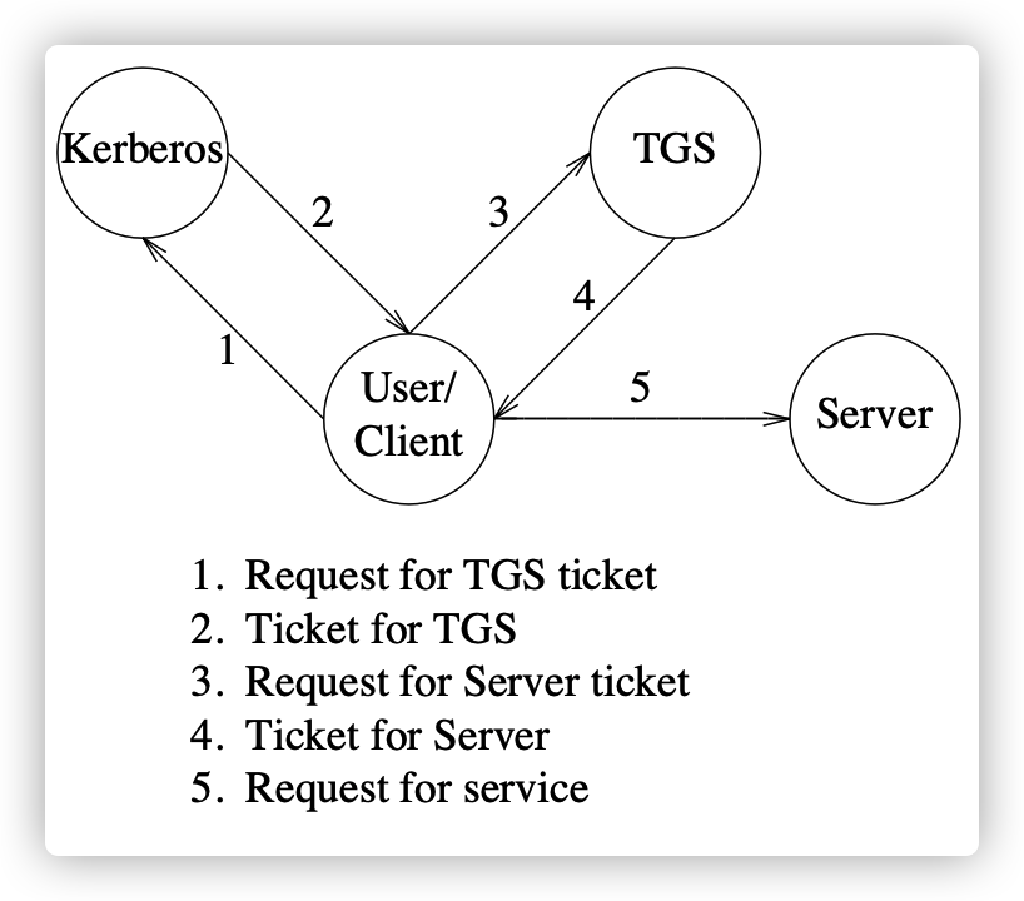 Kerberos
TGS
2
3
4
1
User/
Client
5
Server
1. Request for TGS ticket
2. Ticket for TGS
3. Request for Server ticket
4. Ticket for Server
5. Request for service